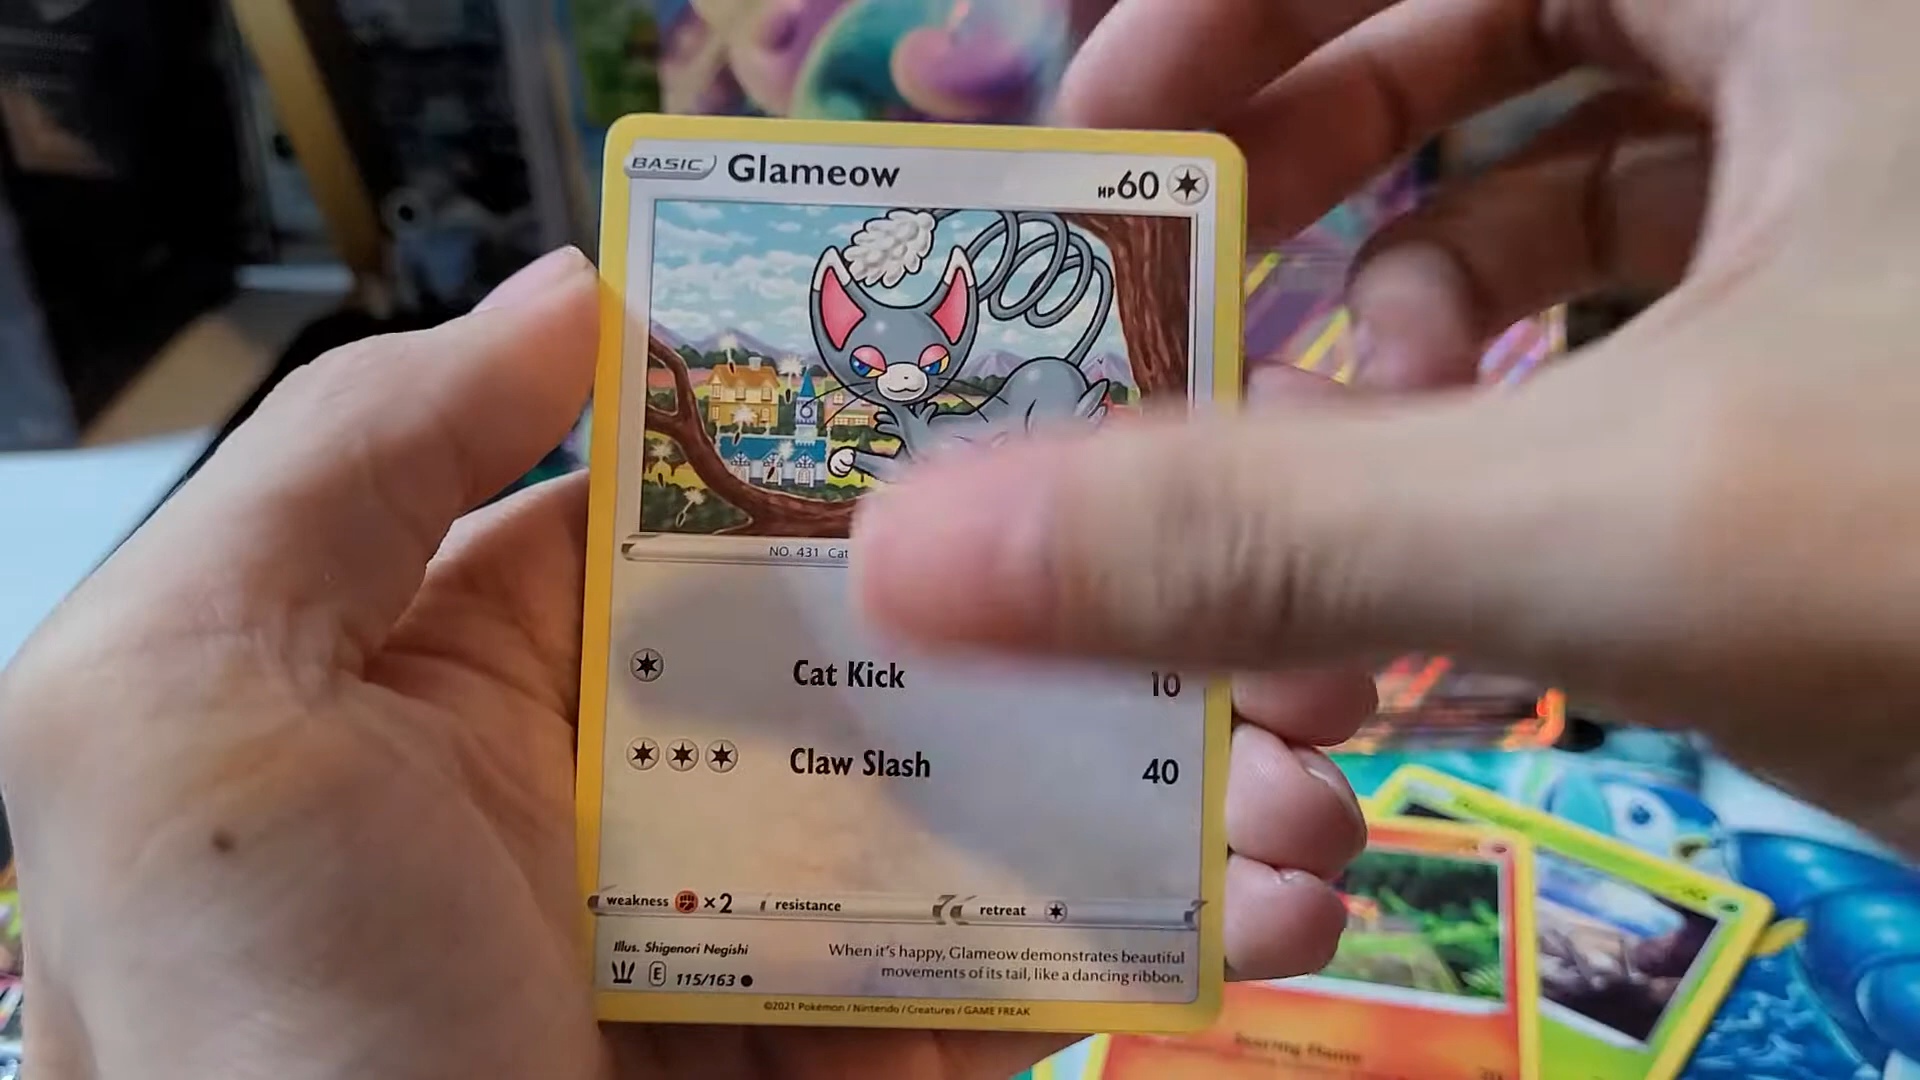 BASIC Glameow HP 60
NO. 431 Cat
Cat Kick 10
Claw Slash 40
weakness ×2 resistance retreat
Illus. Shigenori Negishi
When it's happy, Glameow demonstrates beautiful
movements of its tail, like a dancing ribbon.
E 115/163
©2021 Pokémon / Nintendo / Creatures / GAME FREAK